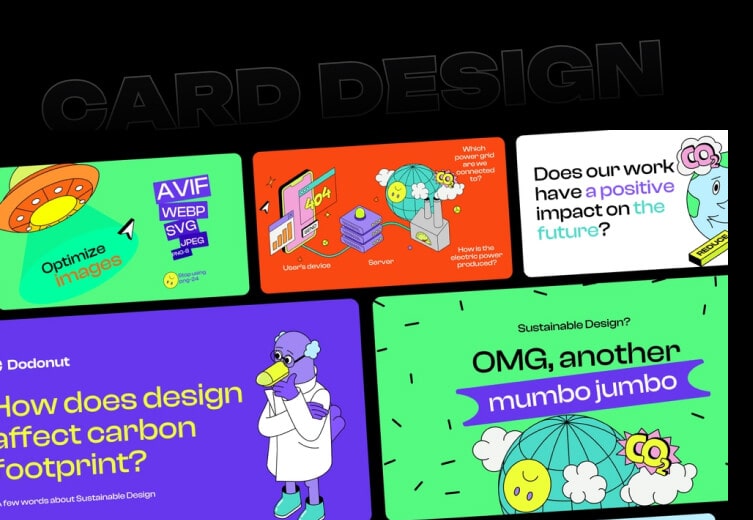 CARD DESIGN
Optimize
images
AVIF
WEBP
SVG
JPEG
PNG-8
Stop using
png-24
404
Which
power grid
are we
connected
to?
CO2
User's device
Server
How is the
electric power
produced?
Does our work
have a positive
impact on the
future?
CO2
REDUCE
Dodonut
How does design
affect carbon
footprint?
A few words about Sustainable Design
Sustainable Design?
OMG, another
mumbo jumbo
CO2